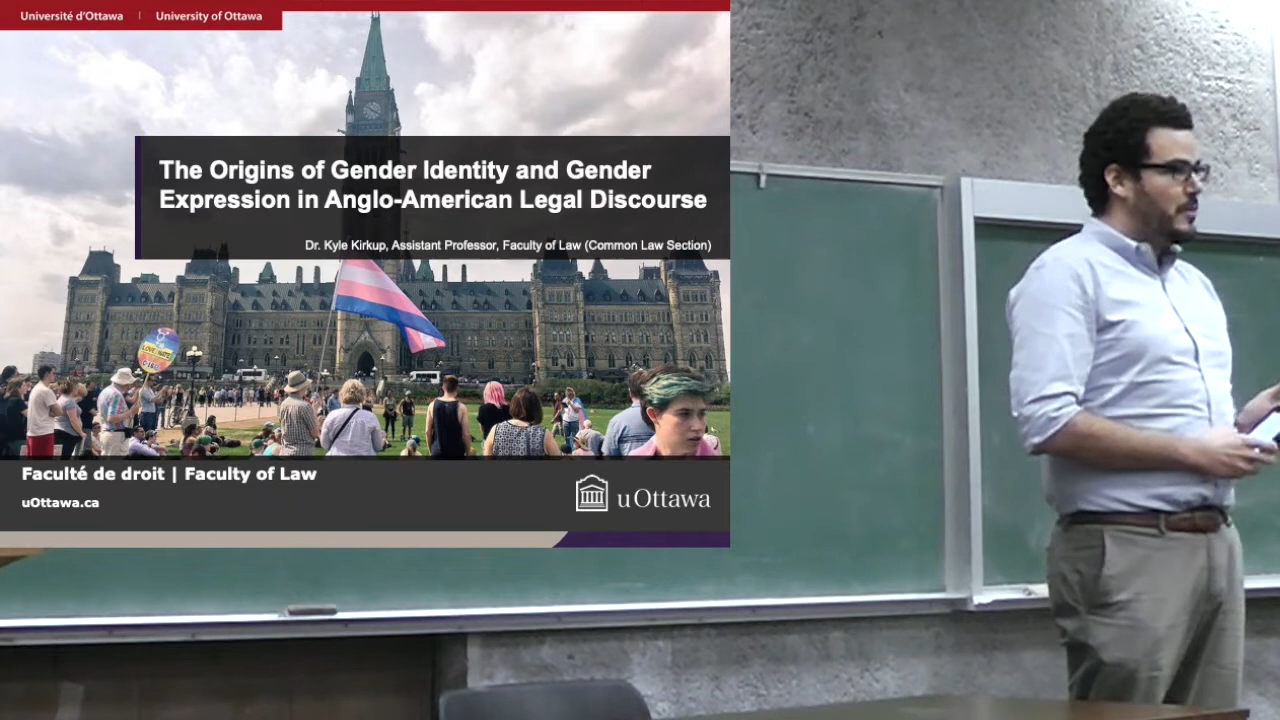 Université d'Ottawa | University of Ottawa
The Origins of Gender Identity and Gender
Expression in Anglo-American Legal Discourse
Dr. Kyle Kirkup, Assistant Professor, Faculty of Law (Common Law Section)
LOVE
HATE
Faculté de droit | Faculty of Law
uOttawa.ca
uOttawa